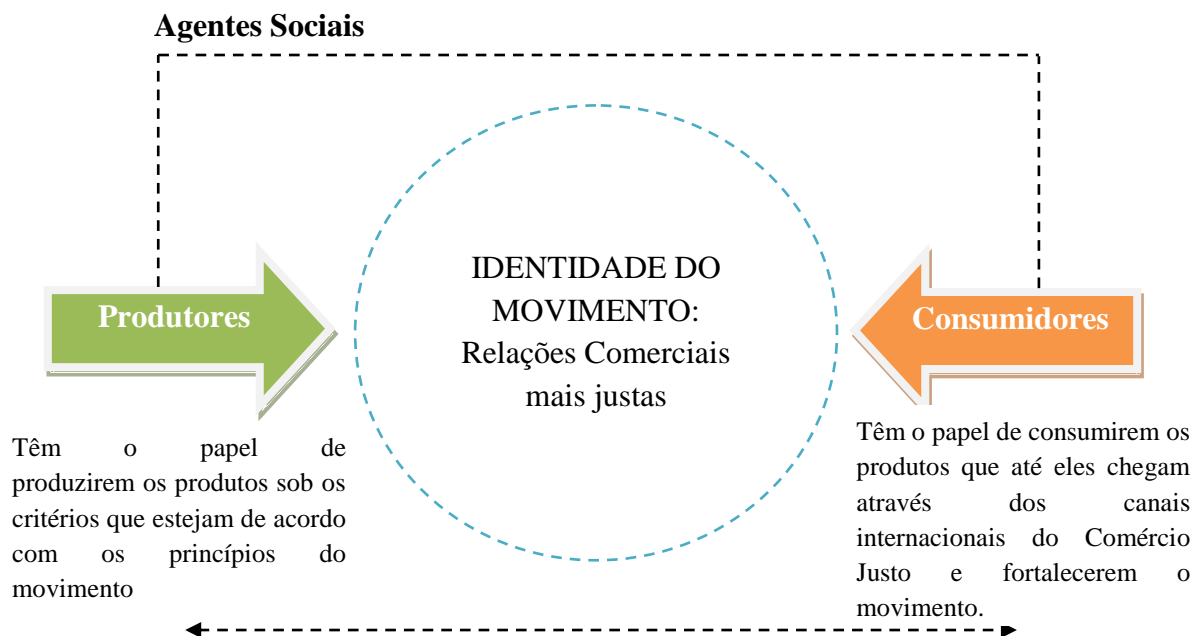 Agentes Sociais
Produtores
IDENTIDADE DO
MOVIMENTO:
Relações Comerciais
mais justas
Consumidores
Têm o papel de
produzirem os produtos sob os
critérios que estejam de acordo
com os princípios do
movimento
Têm o papel de consumirem os
produtos que até eles chegam
através dos canais
internacionais do Comércio
Justo e fortalecerem o
movimento.